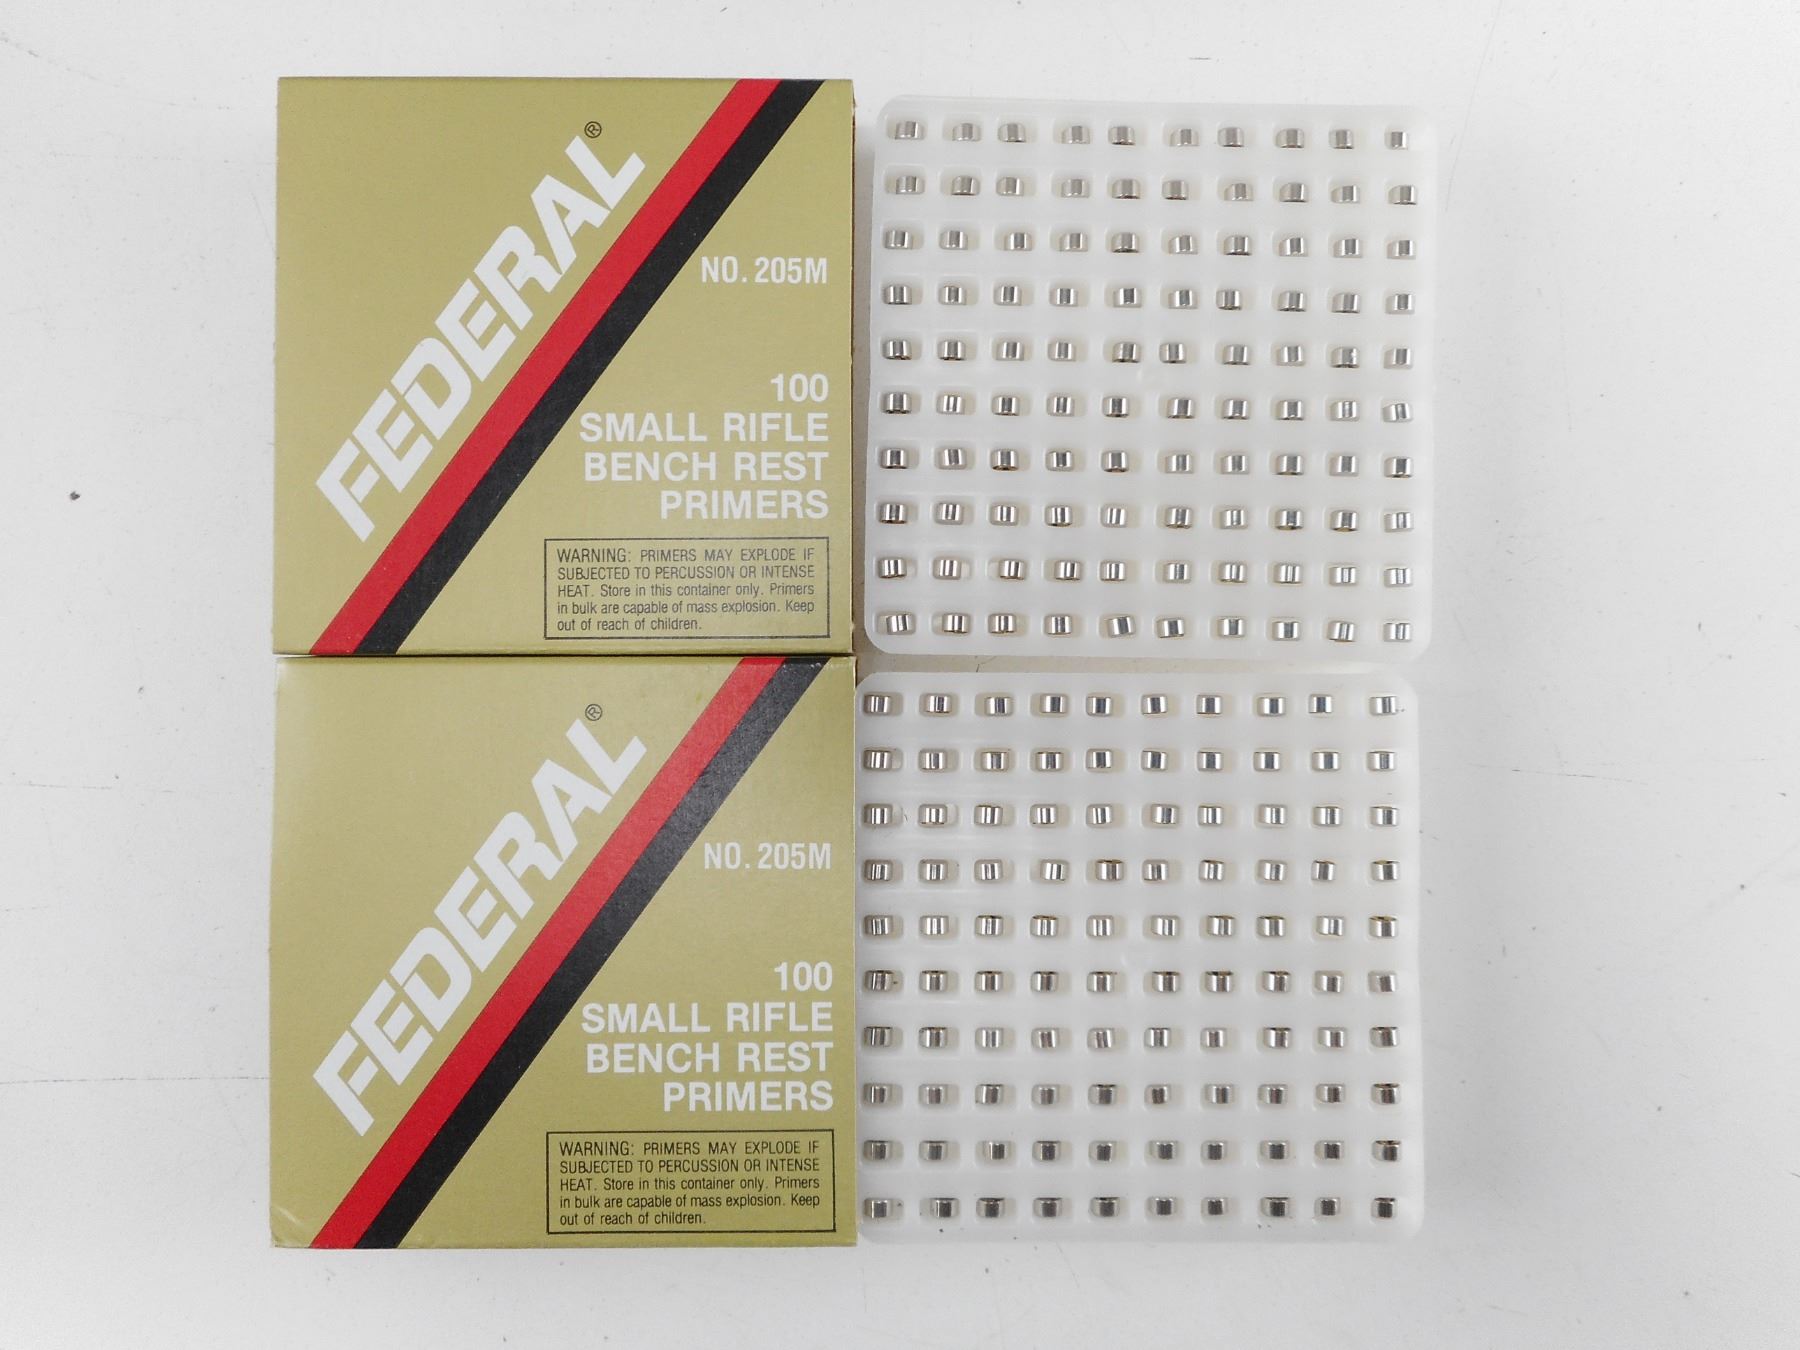 FEDERAL®
NO. 205M
100
SMALL RIFLE
BENCH REST
PRIMERS
WARNING: PRIMERS MAY EXPLODE IF
SUBJECTED TO PERCUSSION OR INTENSE
HEAT. Store in this container only. Primers
in bulk are capable of mass explosion. Keep
out of reach of children.
FEDERAL®
NO. 205M
100
SMALL RIFLE
BENCH REST
PRIMERS
WARNING: PRIMERS MAY EXPLODE IF
SUBJECTED TO PERCUSSION OR INTENSE
HEAT. Store in this container only. Primers
in bulk are capable of mass explosion. Keep
out of reach of children.